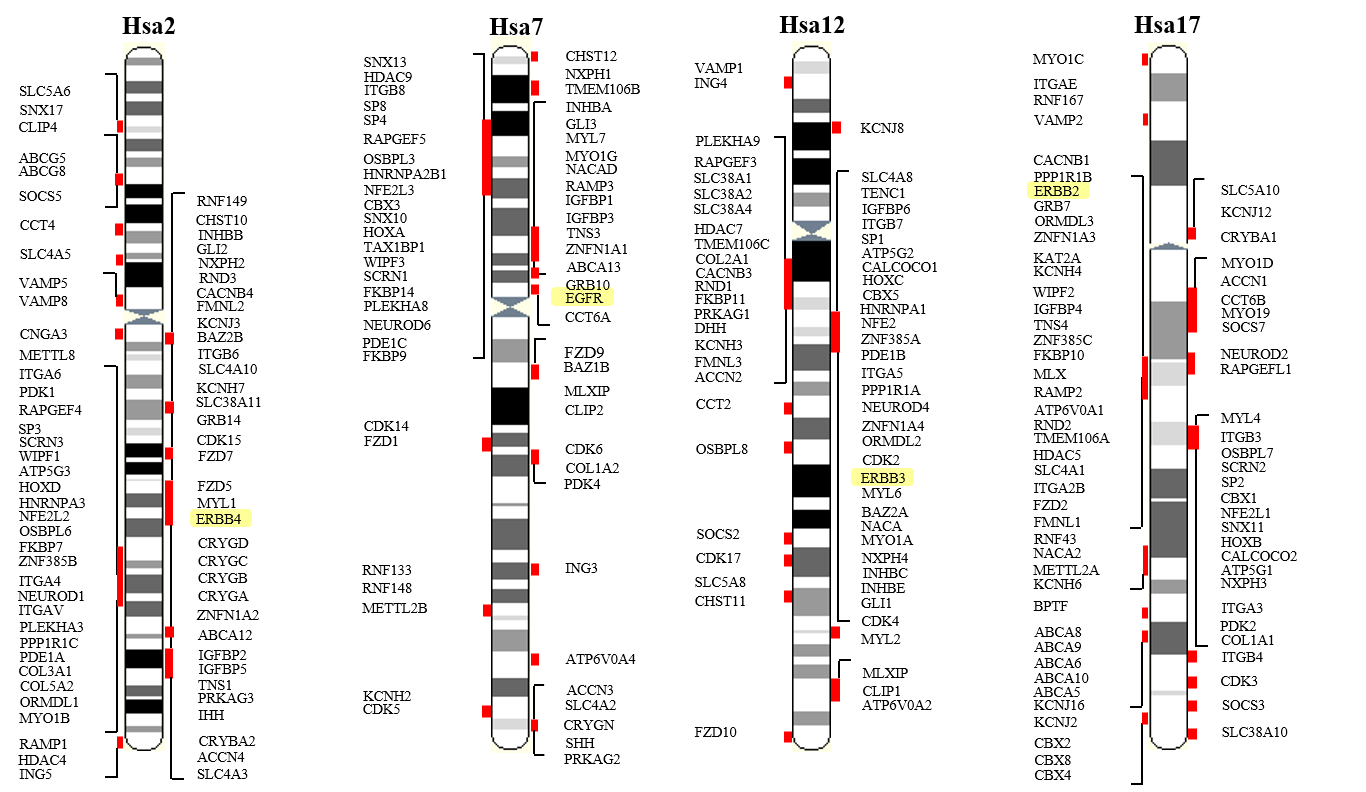 Hsa2
SLC5A6
SNX17
CLIP4
ABCG5
ABCG8
SOCS5
CCT4
SLC4A5
VAMP5
VAMP8
CNGA3
METTL8
ITGA6
PDK1
RAPGEF4
SP3
SCRN3
WIPF1
ATP5G3
HOXD
HNRNPA3
NFE2L2
OSBPL6
FKBP7
ZNF385B
ITGA4
NEUROD1
ITGAV
PLEKHA3
PPP1R1C
PDE1A
COL3A1
COL5A2
ORMDL1
MYO1B
RAMP1
HDAC4
ING5
RNF149
CHST10
INHBB
GLI2
NXPH2
RND3
CACNB4
FMNL2
KCNJ3
BAZ2B
ITGB6
SLC4A10
KCNH7
SLC38A11
GRB14
CDK15
FZD7
FZD5
MYL1
ERBB4
CRYGD
CRYGC
CRYGB
CRYGA
ZNFN1A2
ABCA12
IGFBP2
IGFBP5
TNS1
PRKAG3
IHH
CRYBA2
ACCN4
SLC4A3
Hsa7
SNX13
HDAC9
ITGB8
SP8
SP4
RAPGEF5
OSBPL3
HNRNPA2B1
NFE2L3
CBX3
SNX10
HOXA
TAX1BP1
WIPF3
SCRN1
FKBP14
PLEKHA8
NEUROD6
PDE1C
FKBP9
CDK14
FZD1
RNF133
RNF148
METTL2B
KCNH2
CDK5
CHST12
NXPH1
TMEM106B
INHBA
GLI3
MYL7
MYO1G
NACAD
RAMP3
IGFBP1
IGFBP3
TNS3
ZNFN1A1
ABCA13
GRB10
EGFR
CCT6A
FZD9
BAZ1B
MLXIP
CLIP2
CDK6
COL1A2
PDK4
ING3
ATP6V0A4
ACCN3
SLC4A2
CRYGN
SHH
PRKAG2
Hsa12
VAMP1
ING4
PLEKHA9
RAPGEF3
SLC38A1
SLC38A2
SLC38A4
HDAC7
TMEM106C
COL2A1
CACNB3
RND1
FKBP11
PRKAG1
DHH
KCNH3
FMNL3
ACCN2
CCT2
OSBPL8
SOCS2
CDK17
SLC5A8
CHST11
FZD10
KCNJ8
SLC4A8
TENC1
IGFBP6
ITGB7
SP1
ATP5G2
CALCOCO1
HOXC
CBX5
HNRNPA1
NFE2
ZNF385A
PDE1B
ITGA5
PPP1R1A
NEUROD4
ZNFN1A4
ORMDL2
CDK2
ERBB3
MYL6
BAZ2A
NACA
MYO1A
NXPH4
INHBC
INHBE
GLI1
CDK4
MYL2
MLXIP
CLIP1
ATP6V0A2
Hsa17
MYO1C
ITGAE
RNF167
VAMP2
CACNB1
PPP1R1B
ERBB2
GRB7
ORMDL3
ZNFN1A3
KAT2A
KCNH4
WIPF2
IGFBP4
TNS4
ZNF385C
FKBP10
MLX
RAMP2
ATP6V0A1
RND2
TMEM106A
HDAC5
SLC4A1
ITGA2B
FZD2
FMNL1
RNF43
NACA2
METTL2A
KCNH6
BPTF
ABCA8
ABCA9
ABCA6
ABCA10
ABCA5
KCNJ16
KCNJ2
CBX2
CBX8
CBX4
SLC5A10
KCNJ12
CRYBA1
MYO1D
ACCN1
CCT6B
MYO19
SOCS7
NEUROD2
RAPGEFL1
MYL4
ITGB3
OSBPL7
SCRN2
SP2
CBX1
NFE2L1
SNX11
HOXB
CALCOCO2
ATP5G1
NXPH3
ITGA3
PDK2
COL1A1
ITGB4
CDK3
SOCS3
SLC38A10